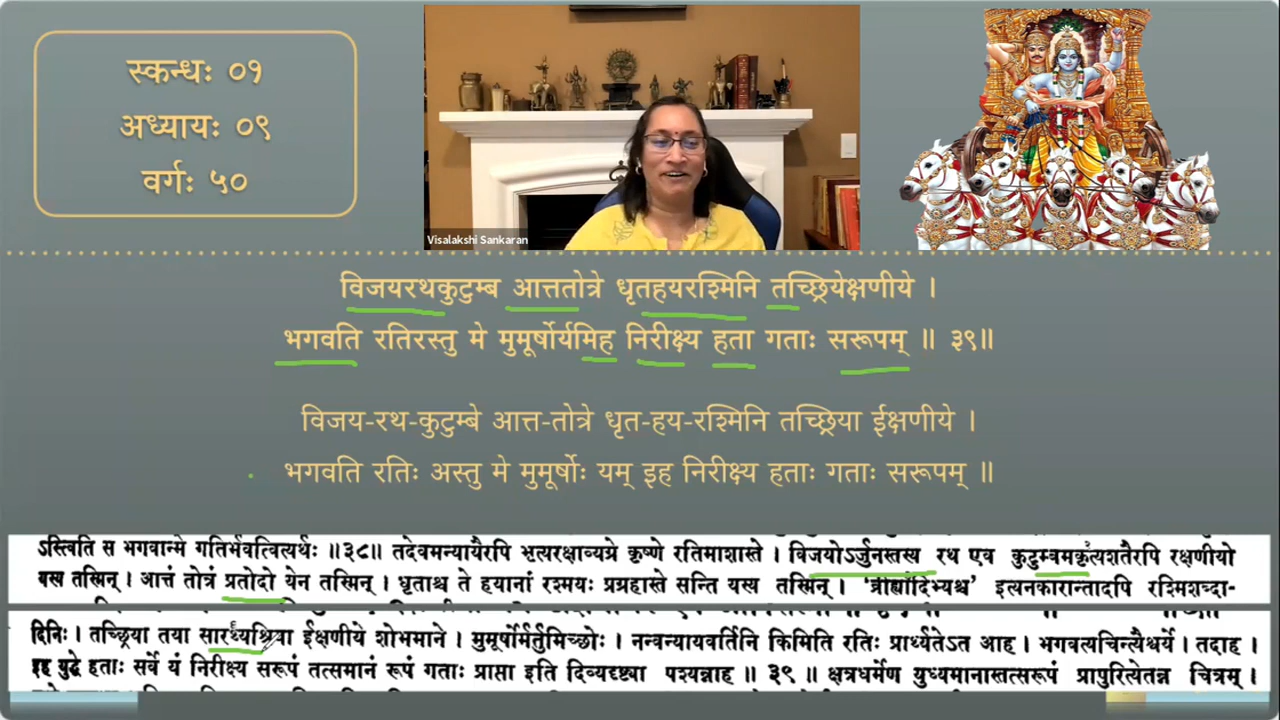 स्कन्धः ०१
अध्यायः ०९
वर्गः ५०
Visalakshi Sankaran
विजयरथकुटुम्ब आत्ततोत्रे धृतहयरश्मिनि तच्छ्रियेक्षणीये ।
भगवति रतिरस्तु मे मुमूर्षोर्यमिह निरीक्ष्य हता गताः सरूपम् ॥ ३९॥
विजय-रथ-कुटुम्बे आत्त-तोत्रे धृत-हय-रश्मिनि तच्छ्रिया ईक्षणीये ।
भगवति रतिः अस्तु मे मुमूर्षोः यम् इह निरीक्ष्य हताः गताः सरूपम् ॥
ऽस्त्विति स भगवान्मे गतिर्भवत्वित्यर्थः ॥३८॥ तदेवमन्यायैरपि भृत्यरक्षाव्यग्रे कृष्णे रतिमाशास्ते । विजयोऽर्जुनस्तस्य रथ एव कुटुम्बमकृत्यशतैरपि रक्षणीयो
यस्य तस्मिन् । आत्तं तोत्रं प्रतोदो येन तस्मिन् । धृताश्च ते हयानां रश्मयः प्रग्रहास्ते सन्ति यस्य तस्मिन् । 'व्रीह्यादिभ्यश्च' इत्यनकारान्तादपि रश्मिशब्दा-
दिनिः । तच्छ्रिया तया सारथ्यश्रिया ईक्षणीये शोभमाने । मुमूर्षोर्मर्तुमिच्छोः । नन्वन्यायवर्तिनि किमिति रतिः प्रार्थ्यतेऽत आह । भगवत्यचिन्त्यैश्वर्ये । तदाह ।
इह युद्धे हताः सर्वे यं निरीक्ष्य सरूपं तत्समानं रूपं गताः प्राप्ता इति दिव्यदृष्ट्या पश्यन्नाह ॥ ३९ ॥ क्षत्रधर्मेण युध्यमानास्तत्सरूपं प्रापुरित्येतन्न चित्रम् ।